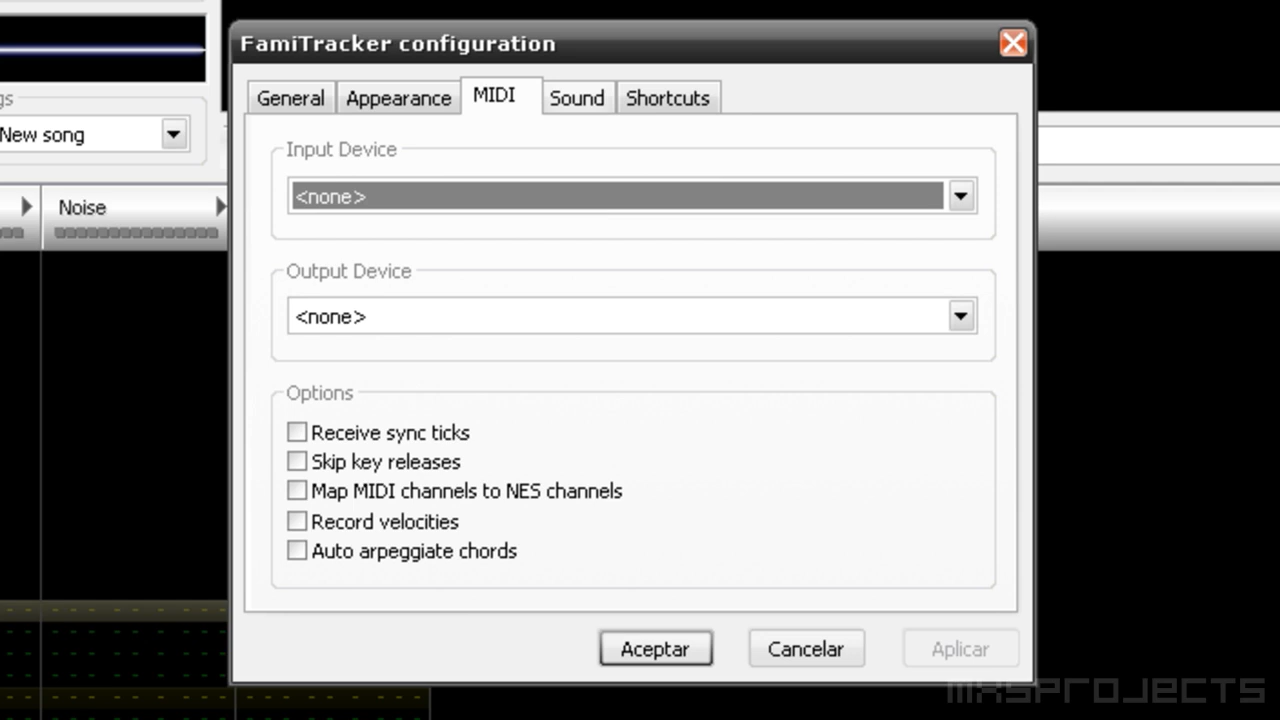 FamiTracker configuration
General Appearance MIDI Sound Shortcuts
gs
New song
Noise
Input Device
<none>
Output Device
<none>
Options
Receive sync ticks
Skip key releases
Map MIDI channels to NES channels
Record velocities
Auto arpeggiate chords
Aceptar Cancelar Aplicar
MXSPROJECTS